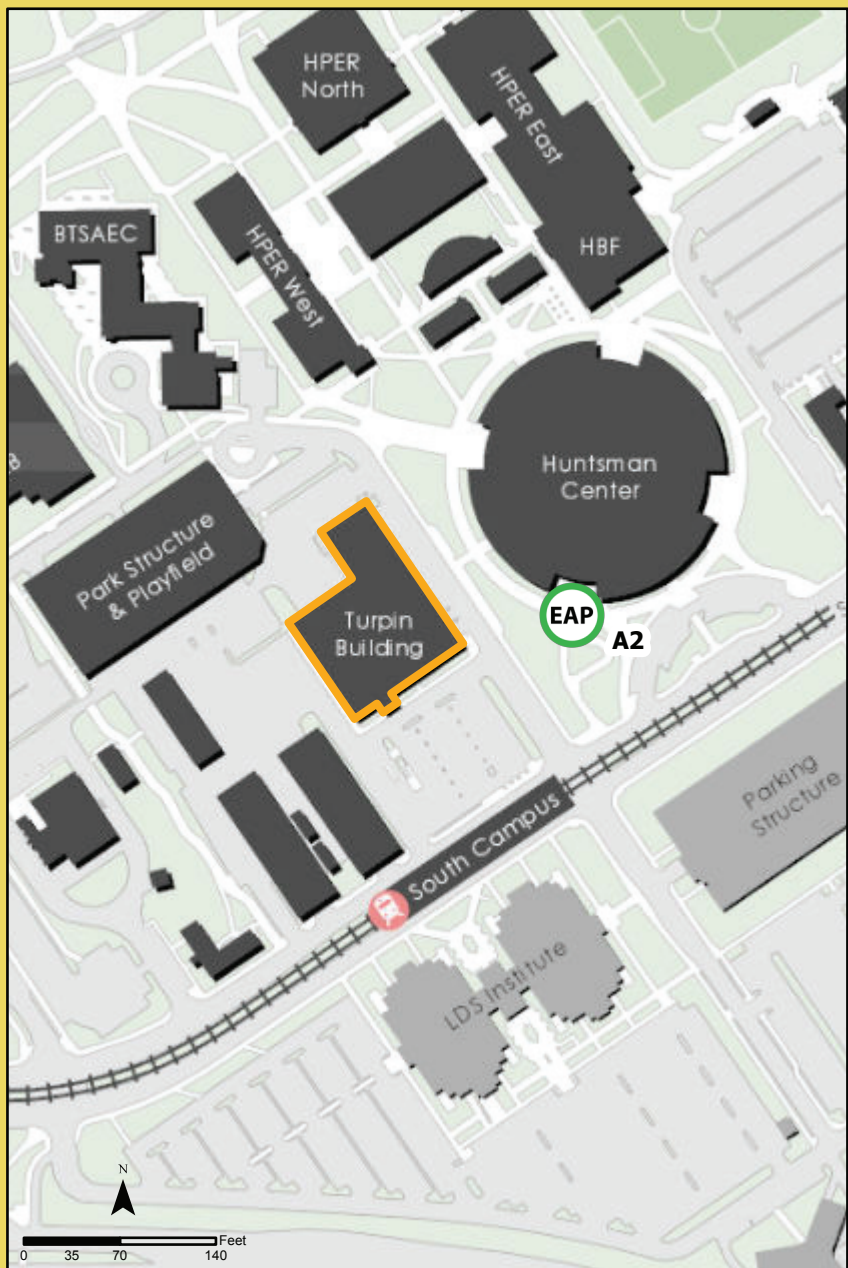 HPER
North
HPER East
BTSAEC
HPER West
HBF
B
Huntsman
Center
Park Structure
& Playfield
Turpin
Building
EAP
A2
S
Parking
Structure
South Campus
LDS Institute
N
Feet
0 35 70 140